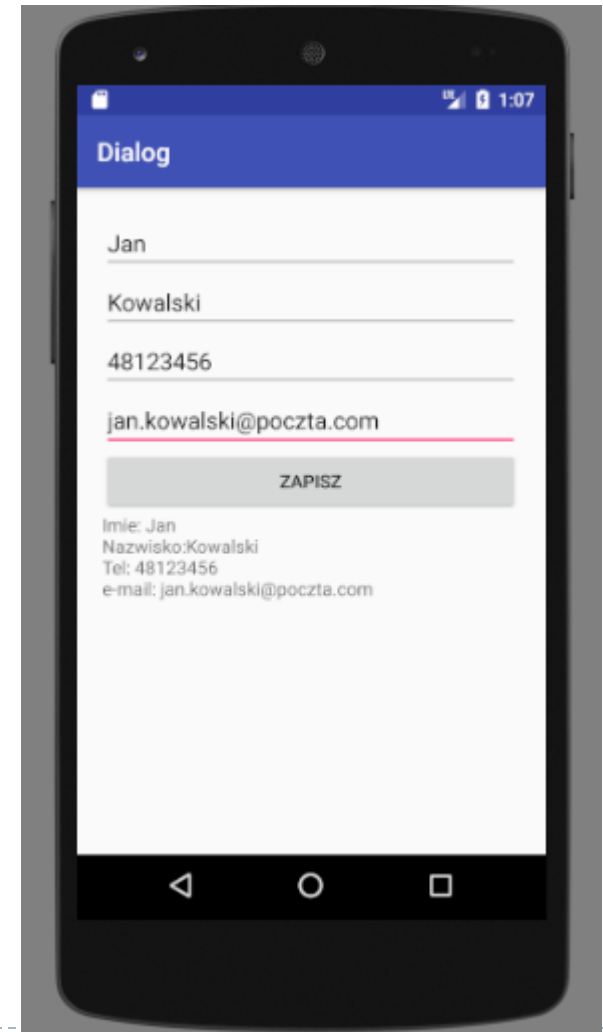 1:07
Dialog
Jan
Kowalski
48123456
jan.kowalski@poczta.com
ZAPISZ
Imie: Jan
Nazwisko:Kowalski
Tel: 48123456
e-mail: jan.kowalski@poczta.com